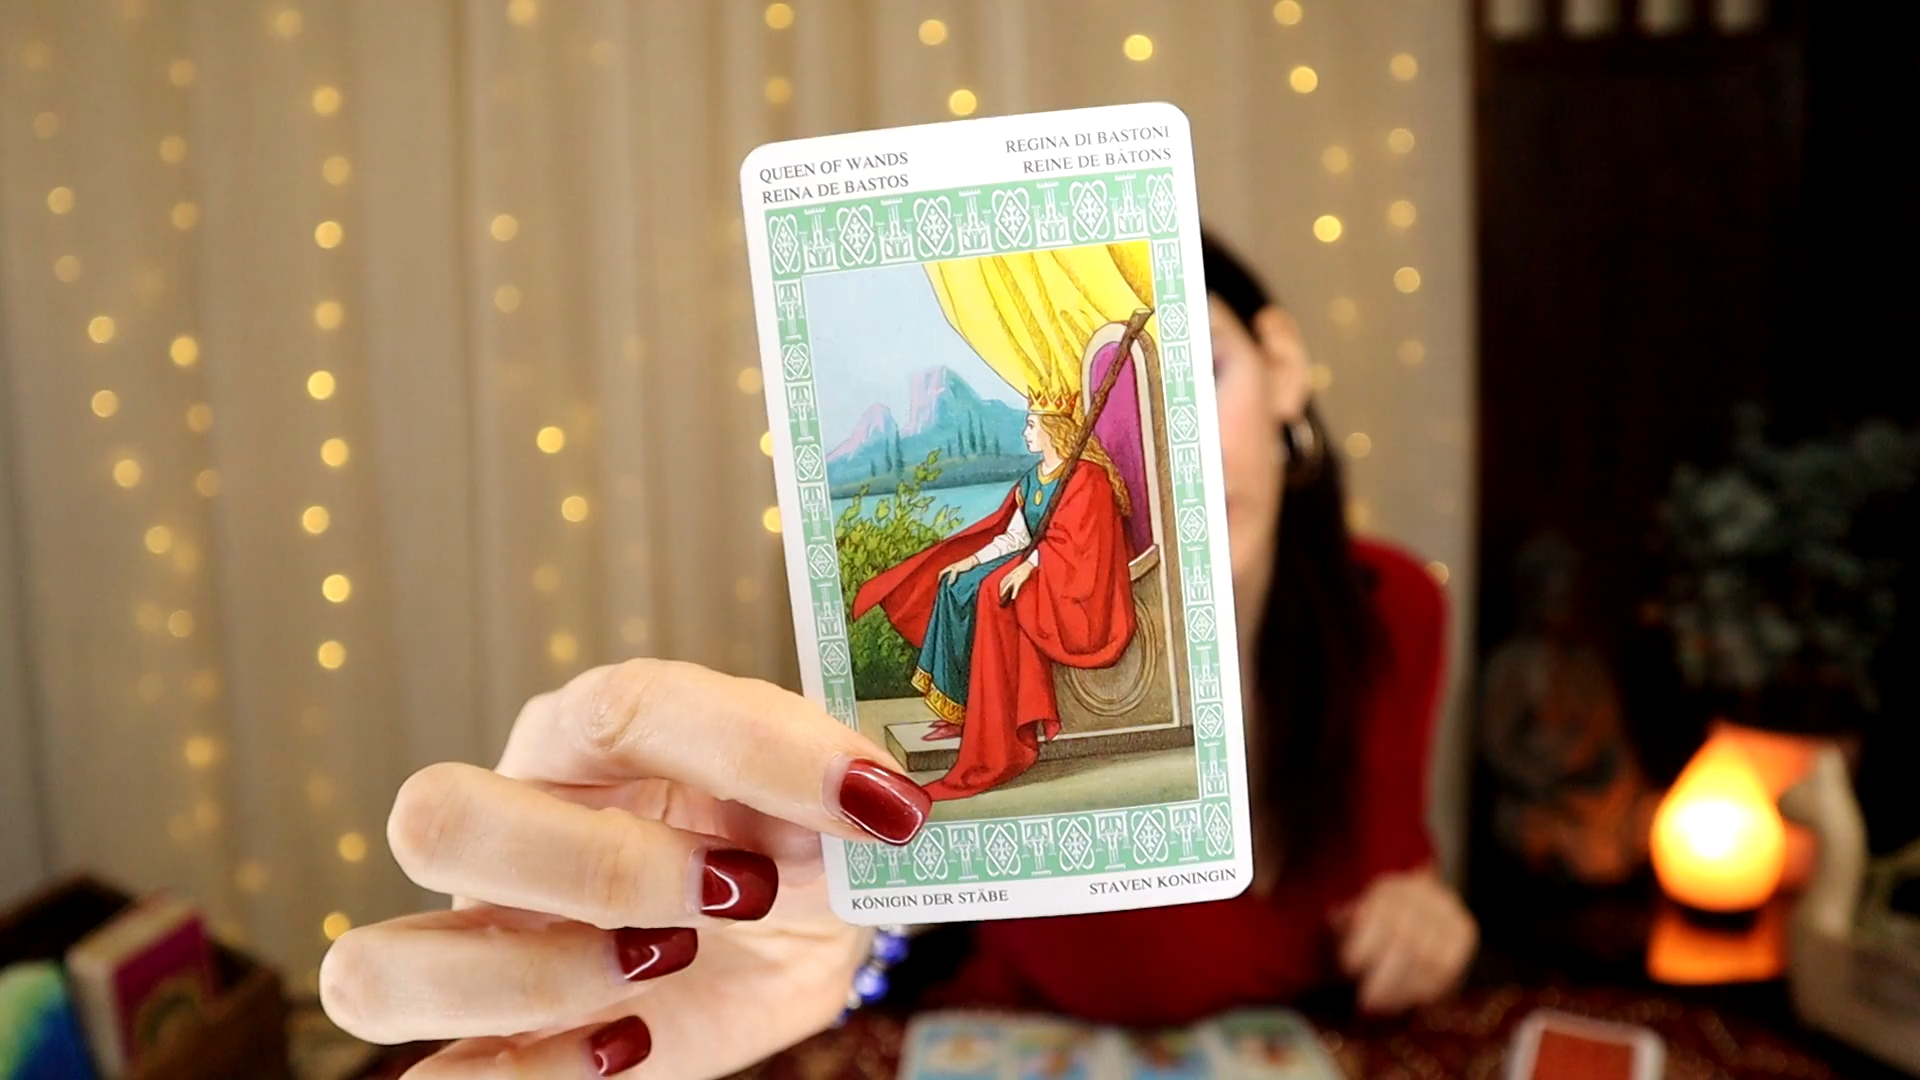 QUEEN OF WANDS
REINA DE BASTOS
REGINA DI BASTONI
REINE DE BÂTONS
KÖNIGIN DER STÄBE
STAVEN KONINGIN